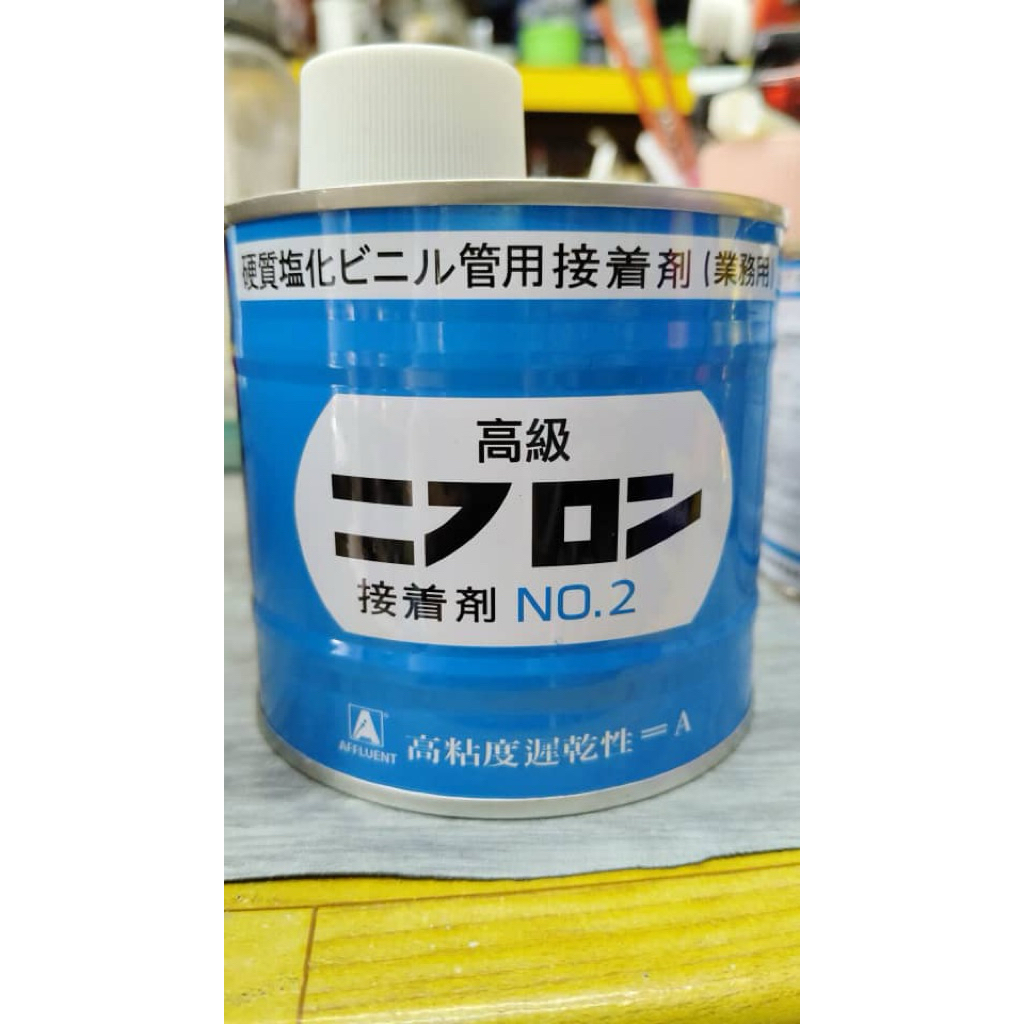 硬質塩化ビニル管用接着剤(業務用)
高級
ニフロン
接着剤 NO.2
A
AFFLUENT
高粘度遅乾性=A